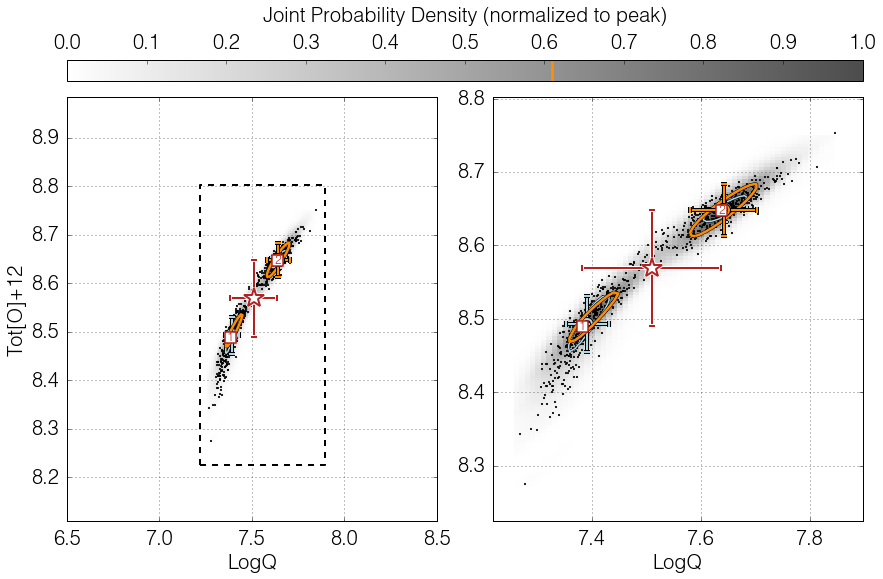 Joint Probability Density (normalized to peak)
0.0 0.1 0.2 0.3 0.4 0.5 0.6 0.7 0.8 0.9 1.0
Tot[O]+12
8.9
8.8
8.7
8.6
8.5
8.4
8.3
8.2
2
1
6.5 7.0 7.5 8.0 8.5
LogQ
8.8
8.7
8.6
8.5
8.4
8.3
2
1
7.4 7.6 7.8
LogQ